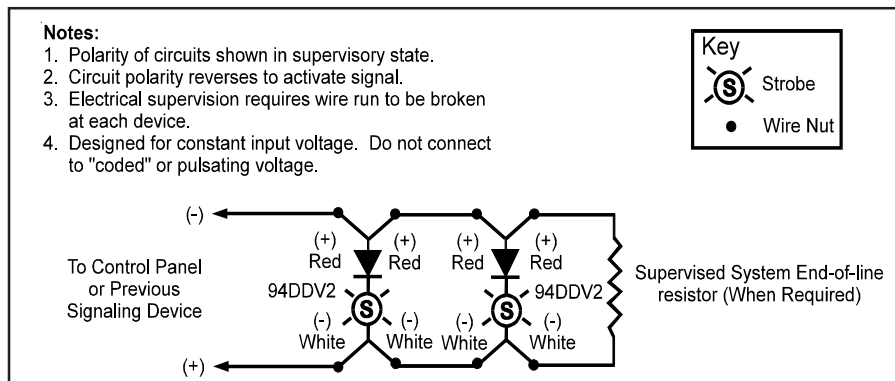 Notes:
1. Polarity of circuits shown in supervisory state.
2. Circuit polarity reverses to activate signal.
3. Electrical supervision requires wire run to be broken
at each device.
4. Designed for constant input voltage. Do not connect
to "coded" or pulsating voltage.
Key
S Strobe
Wire Nut
(-)
(+) (+) (+) (+)
Red Red Red Red
To Control Panel
or Previous
Signaling Device
94DDV2 S 94DDV2 S
Supervised System End-of-line
resistor (When Required)
(-) (-) (-) (-)
White White White White
(+)